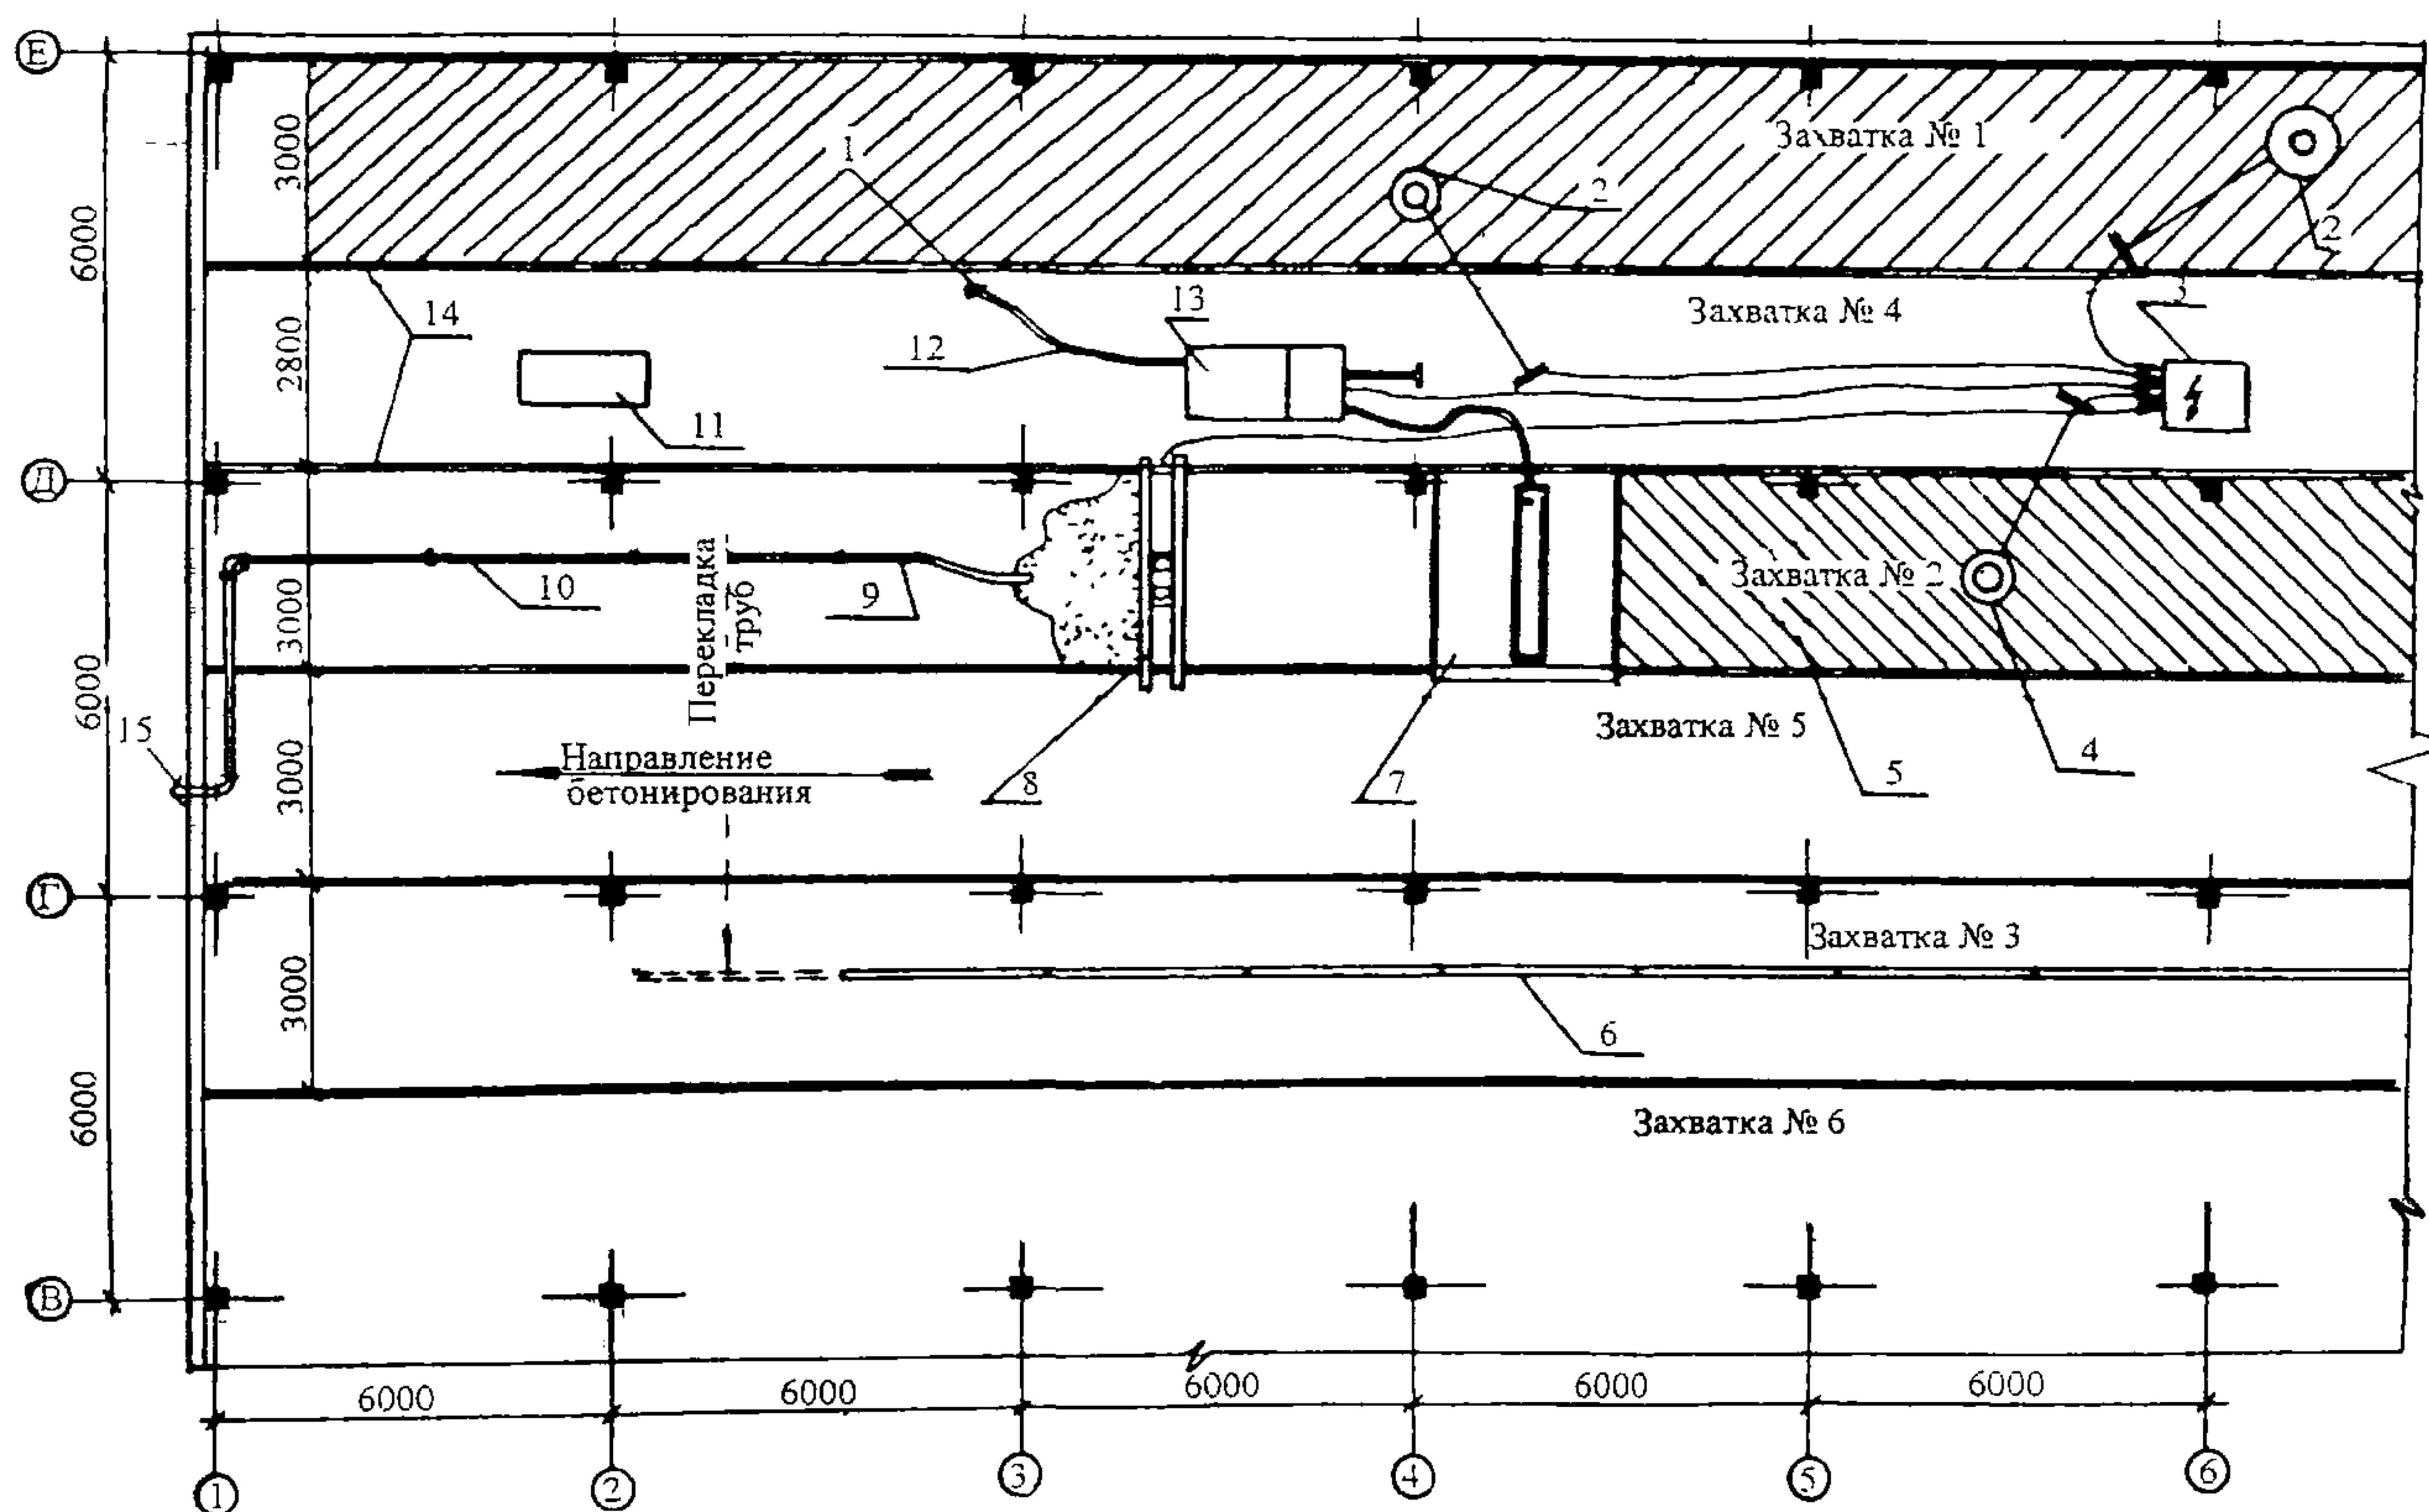 Е
3000
1
Захватка № 1
2
2
6000
14
2800
12
13
Захватка № 4
3
11
Д
10
9
Перекладка
труб
3000
Захватка № 2
6000
15
3000
Направление
бетонирования
8
7
Захватка № 5
5
4
Г
Захватка № 3
3000
6
6000
Захватка № 6
В
6000
6000
6000
6000
6000
1
2
3
4
5
6